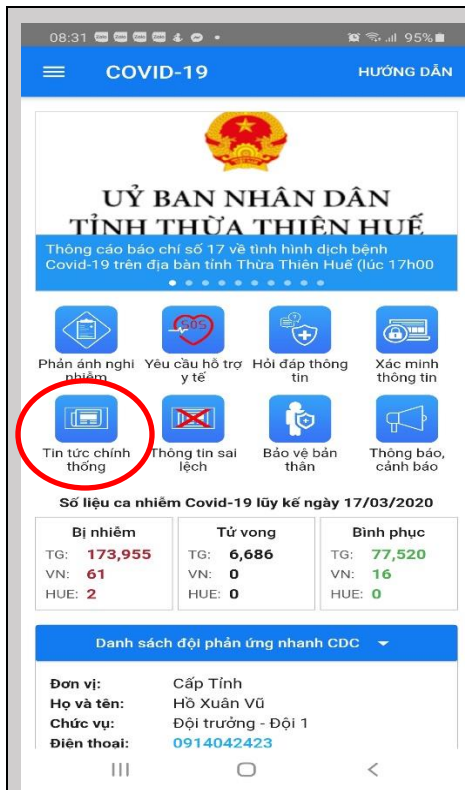 08:31 95%
COVID-19 HƯỚNG DẪN
UỶ BAN NHÂN DÂN
TỈNH THỪA THIÊN HUẾ
Thông cáo báo chí số 17 về tình hình dịch bệnh
Covid-19 trên địa bàn tỉnh Thừa Thiên Huế (lúc 17h00
SOS
Phản ánh nghi nhiễm
Yêu cầu hỗ trợ y tế
Hỏi đáp thông tin
Xác minh thông tin
Tin tức chính thống
Thông tin sai lệch
Bảo vệ bản thân
Thông báo, cảnh báo
Số liệu ca nhiễm Covid-19 lũy kế ngày 17/03/2020
Bị nhiễm
TG: 173,955
VN: 61
HUE: 2
Tử vong
TG: 6,686
VN: 0
HUE: 0
Bình phục
TG: 77,520
VN: 16
HUE: 0
Danh sách đội phản ứng nhanh CDC
Đơn vị: Cấp Tỉnh
Họ và tên: Hồ Xuân Vũ
Chức vụ: Đội trưởng - Đội 1
Điện thoại: 0914042423